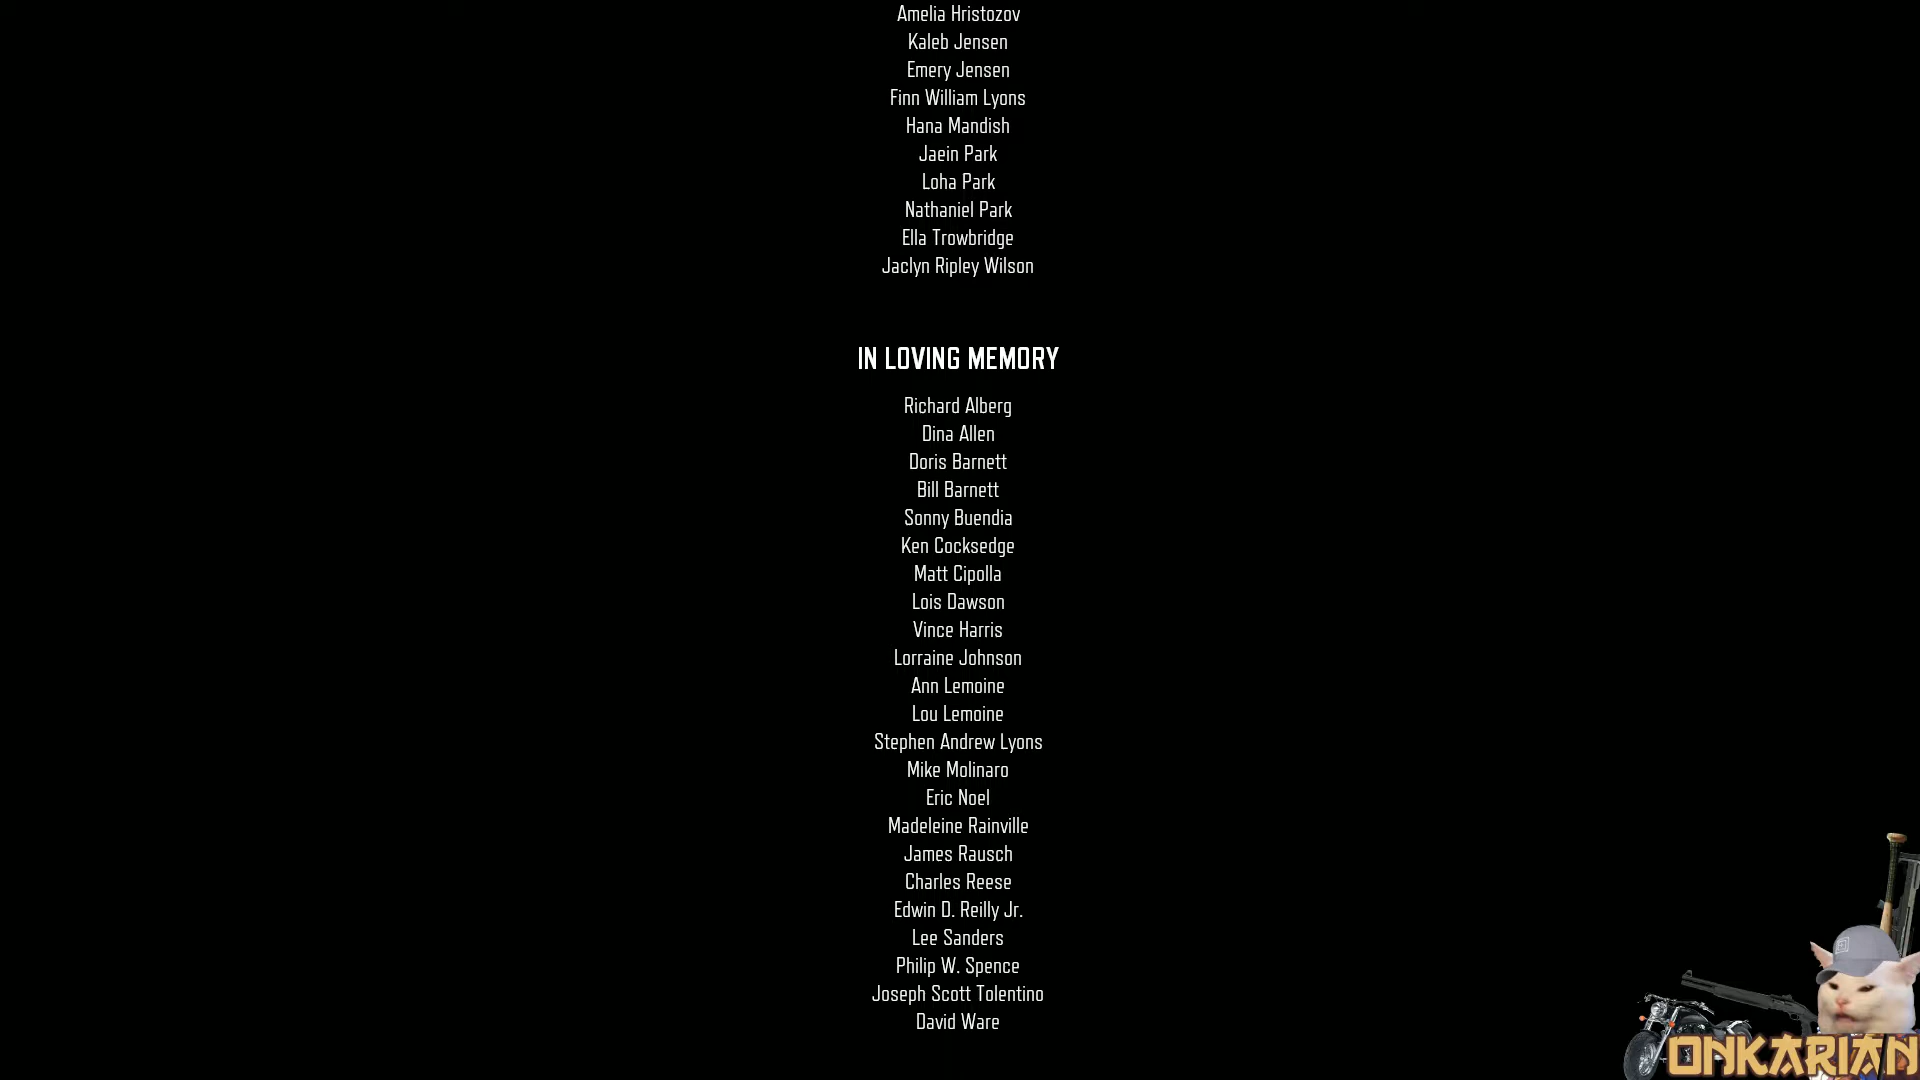 Amelia Hristozov
Kaleb Jensen
Emery Jensen
Finn William Lyons
Hana Mandish
Jaein Park
Loha Park
Nathaniel Park
Ella Trowbridge
Jaclyn Ripley Wilson
IN LOVING MEMORY
Richard Alberg
Dina Allen
Doris Barnett
Bill Barnett
Sonny Buendia
Ken Cocksedge
Matt Cipolla
Lois Dawson
Vince Harris
Lorraine Johnson
Ann Lemoine
Lou Lemoine
Stephen Andrew Lyons
Mike Molinaro
Eric Noel
Madeleine Rainville
James Rausch
Charles Reese
Edwin D. Reilly Jr.
Lee Sanders
Philip W. Spence
Joseph Scott Tolentino
David Ware
ONKARIAN